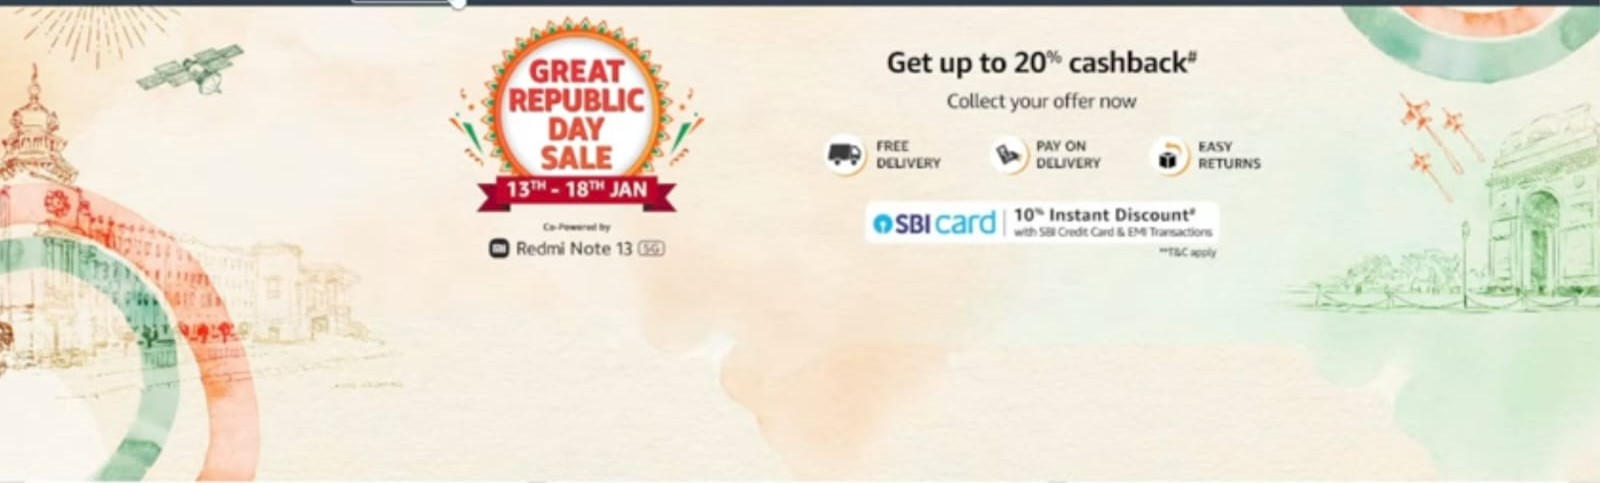 GREAT
REPUBLIC
DAY
SALE
13TH - 18TH JAN
Co-Powered by
Redmi Note 13 5G
Get up to 20% cashback#
Collect your offer now
FREE
DELIVERY
PAY ON
DELIVERY
EASY
RETURNS
SBI card
10% Instant Discount#
with SBI Credit Card & EMI Transactions
**T&C apply